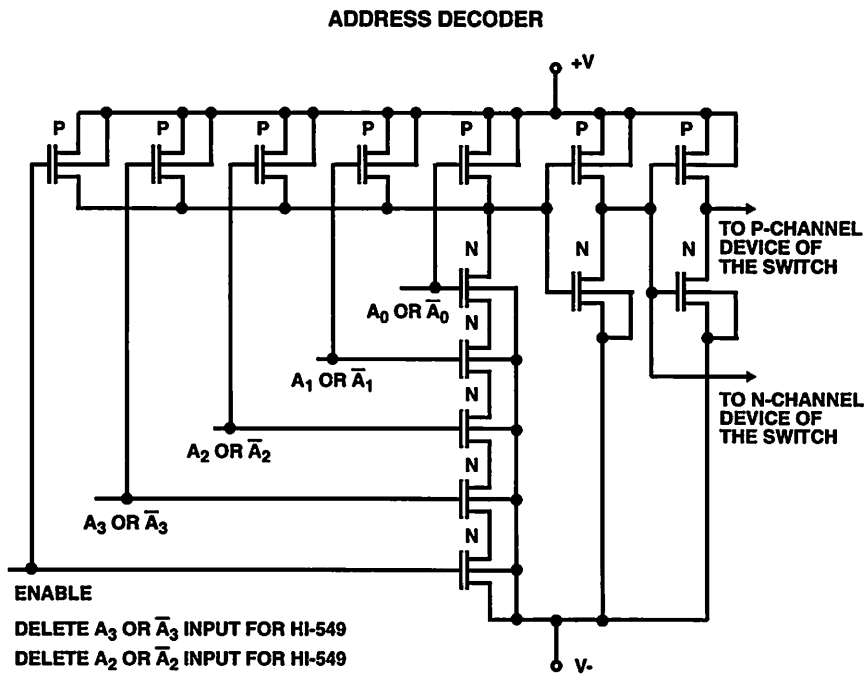 ADDRESS DECODER
+V
P
P
P
P
P
P
P
TO P-CHANNEL
DEVICE OF
THE SWITCH
N
N
N
A₀ OR A̅₀
N
A₁ OR A̅₁
N
TO N-CHANNEL
DEVICE OF
THE SWITCH
A₂ OR A̅₂
N
A₃ OR A̅₃
N
ENABLE
DELETE A₃ OR A̅₃ INPUT FOR HI-549
DELETE A₂ OR A̅₂ INPUT FOR HI-549
V-